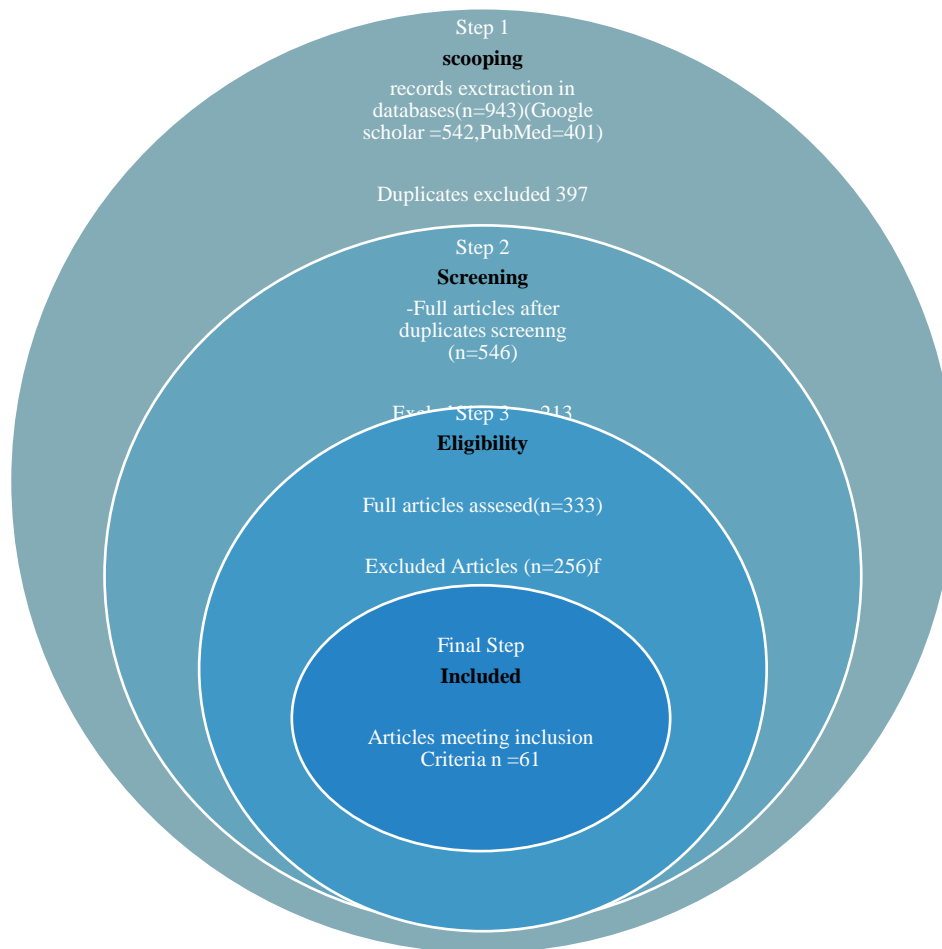 Step 1
scooping
records exctraction in
databases(n=943)(Google
scholar =542,PubMed=401)
Duplicates excluded 397
Step 2
Screening
-Full articles after
duplicates screenng
(n=546)
213
Step 3
Eligibility
Full articles assesed(n=333)
Excluded Articles (n=256)f
Final Step
Included
Articles meeting inclusion
Criteria n =61